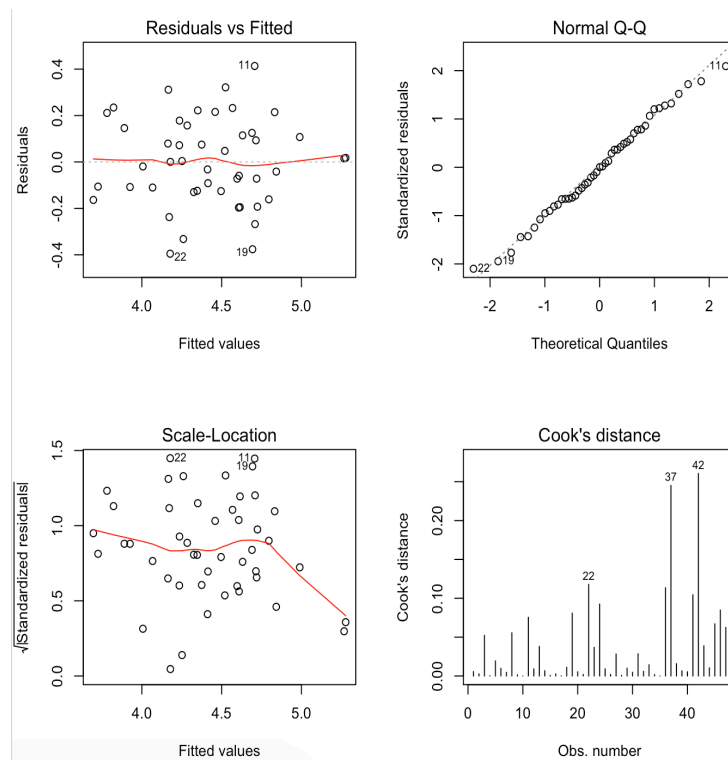 Residuals vs Fitted
Residuals
0.4
0.2
0.0
-0.2
-0.4
11
22
19
4.0 4.5 5.0
Fitted values
Normal Q-Q
Standardized residuals
2
1
0
-1
-2
11
22
19
-2 -1 0 1 2
Theoretical Quantiles
Scale-Location
√|Standardized residuals|
1.5
1.0
0.5
0.0
22
11
19
4.0 4.5 5.0
Fitted values
Cook's distance
Cook's distance
0.20
0.10
0.00
42
37
22
0 10 20 30 40
Obs. number